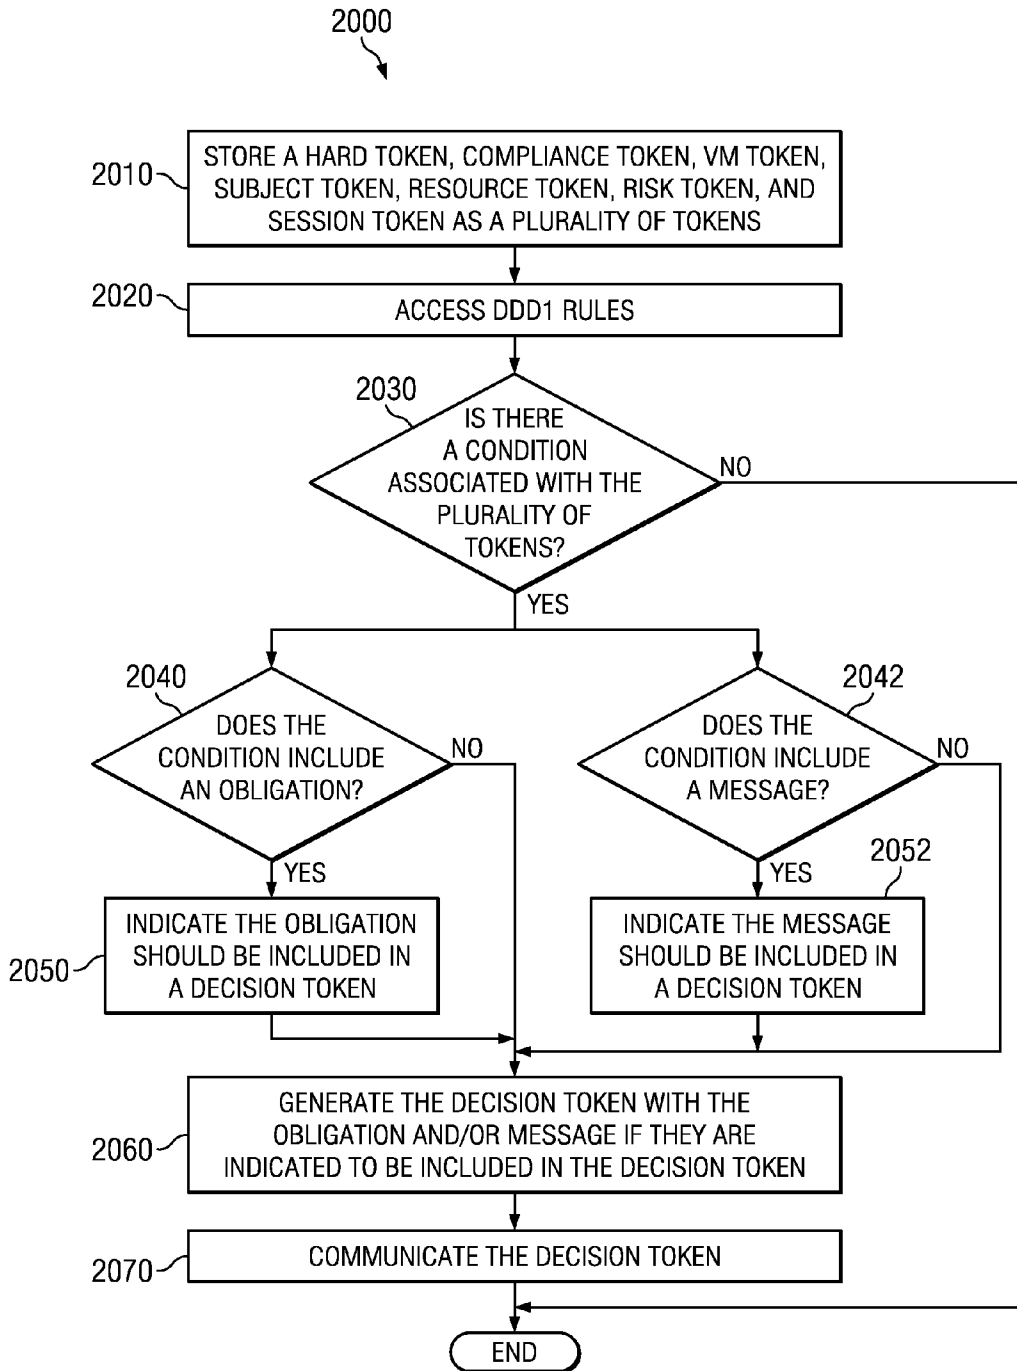 2000
2010
STORE A HARD TOKEN, COMPLIANCE TOKEN, VM TOKEN,
SUBJECT TOKEN, RESOURCE TOKEN, RISK TOKEN, AND
SESSION TOKEN AS A PLURALITY OF TOKENS
2020
ACCESS DDD1 RULES
2030
IS THERE
A CONDITION
ASSOCIATED WITH THE
PLURALITY OF
TOKENS?
NO
YES
2040
DOES THE
CONDITION INCLUDE
AN OBLIGATION?
NO
YES
2042
DOES THE
CONDITION INCLUDE
A MESSAGE?
NO
YES
2050
INDICATE THE OBLIGATION
SHOULD BE INCLUDED IN
A DECISION TOKEN
2052
INDICATE THE MESSAGE
SHOULD BE INCLUDED IN
A DECISION TOKEN
2060
GENERATE THE DECISION TOKEN WITH THE
OBLIGATION AND/OR MESSAGE IF THEY ARE
INDICATED TO BE INCLUDED IN THE DECISION TOKEN
2070
COMMUNICATE THE DECISION TOKEN
END